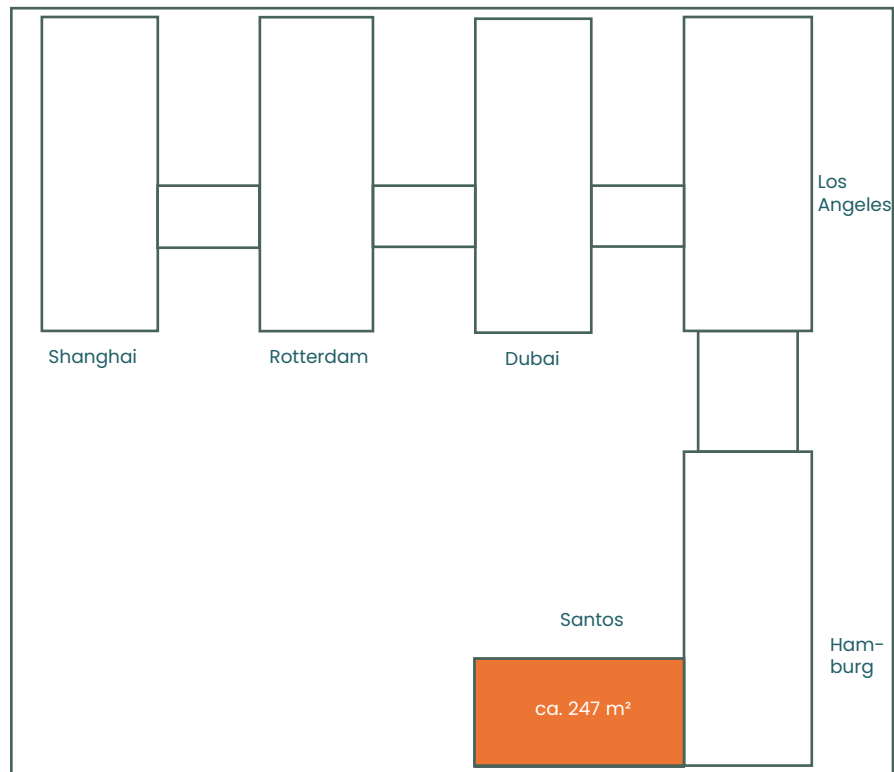 Los
Angeles
Shanghai
Rotterdam
Dubai
Santos
Ham-
burg
ca. 247 m²